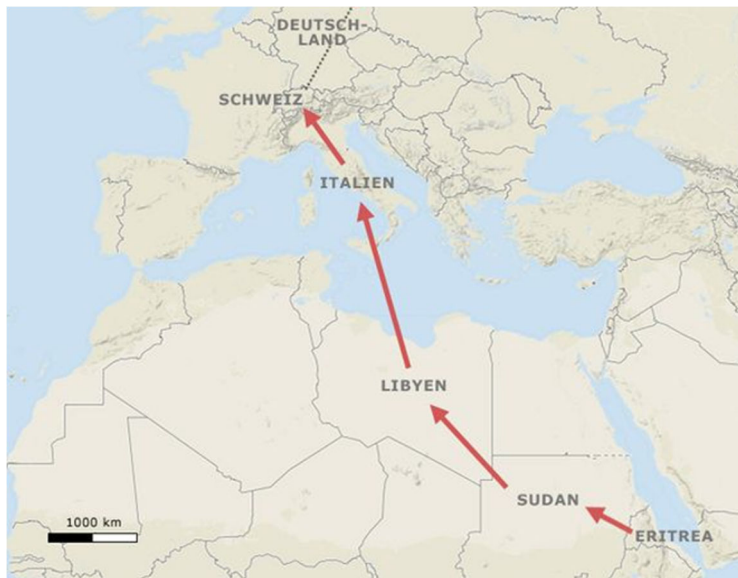 DEUTSCH-
LAND
SCHWEIZ
ITALIEN
LIBYEN
SUDAN
ERITREA
1000 km